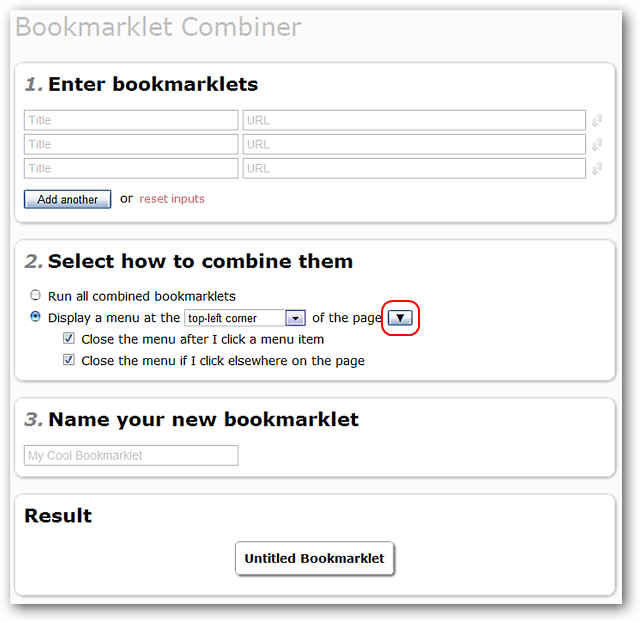 Bookmarklet Combiner
1. Enter bookmarklets
Title URL
Title URL
Title URL
Add another or reset inputs
2. Select how to combine them
Run all combined bookmarklets
Display a menu at the top-left corner of the page
Close the menu after I click a menu item
Close the menu if I click elsewhere on the page
3. Name your new bookmarklet
My Cool Bookmarklet
Result
Untitled Bookmarklet